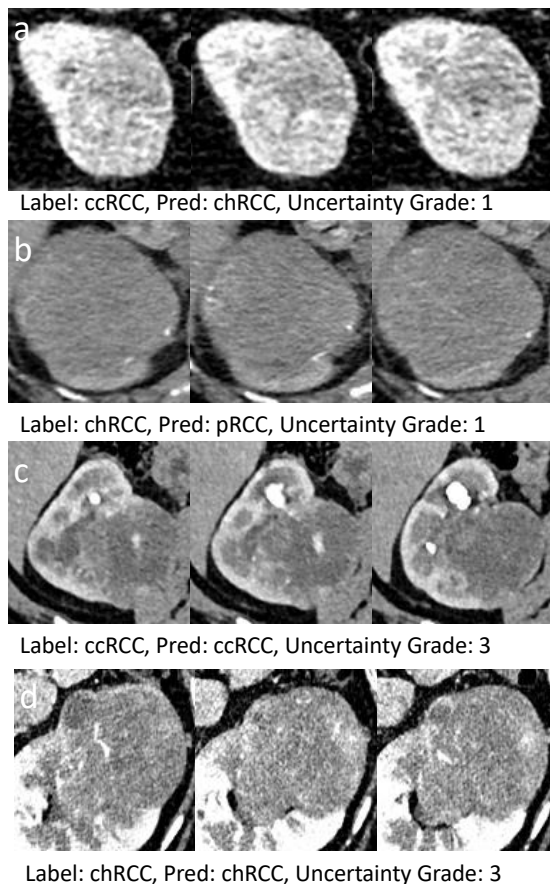 a
Label: ccRCC, Pred: chRCC, Uncertainty Grade: 1
b
Label: chRCC, Pred: pRCC, Uncertainty Grade: 1
c
Label: ccRCC, Pred: ccRCC, Uncertainty Grade: 3
d
Label: chRCC, Pred: chRCC, Uncertainty Grade: 3